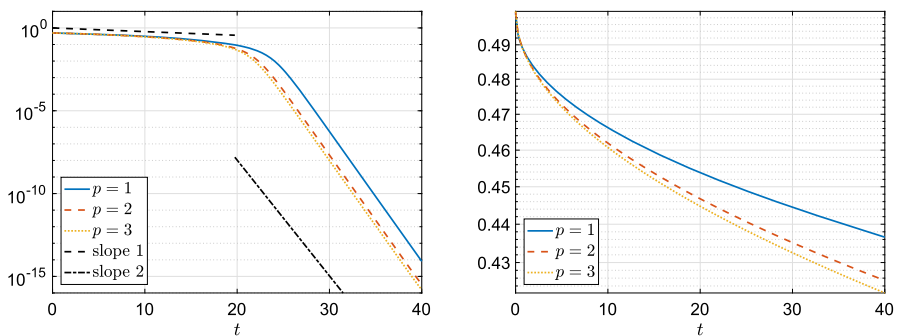 10^0
10^-5
10^-10
10^-15
p = 1
p = 2
p = 3
slope 1
slope 2
0 10 20 30 40
t
0.49
0.48
0.47
0.46
0.45
0.44
0.43
p = 1
p = 2
p = 3
0 10 20 30 40
t